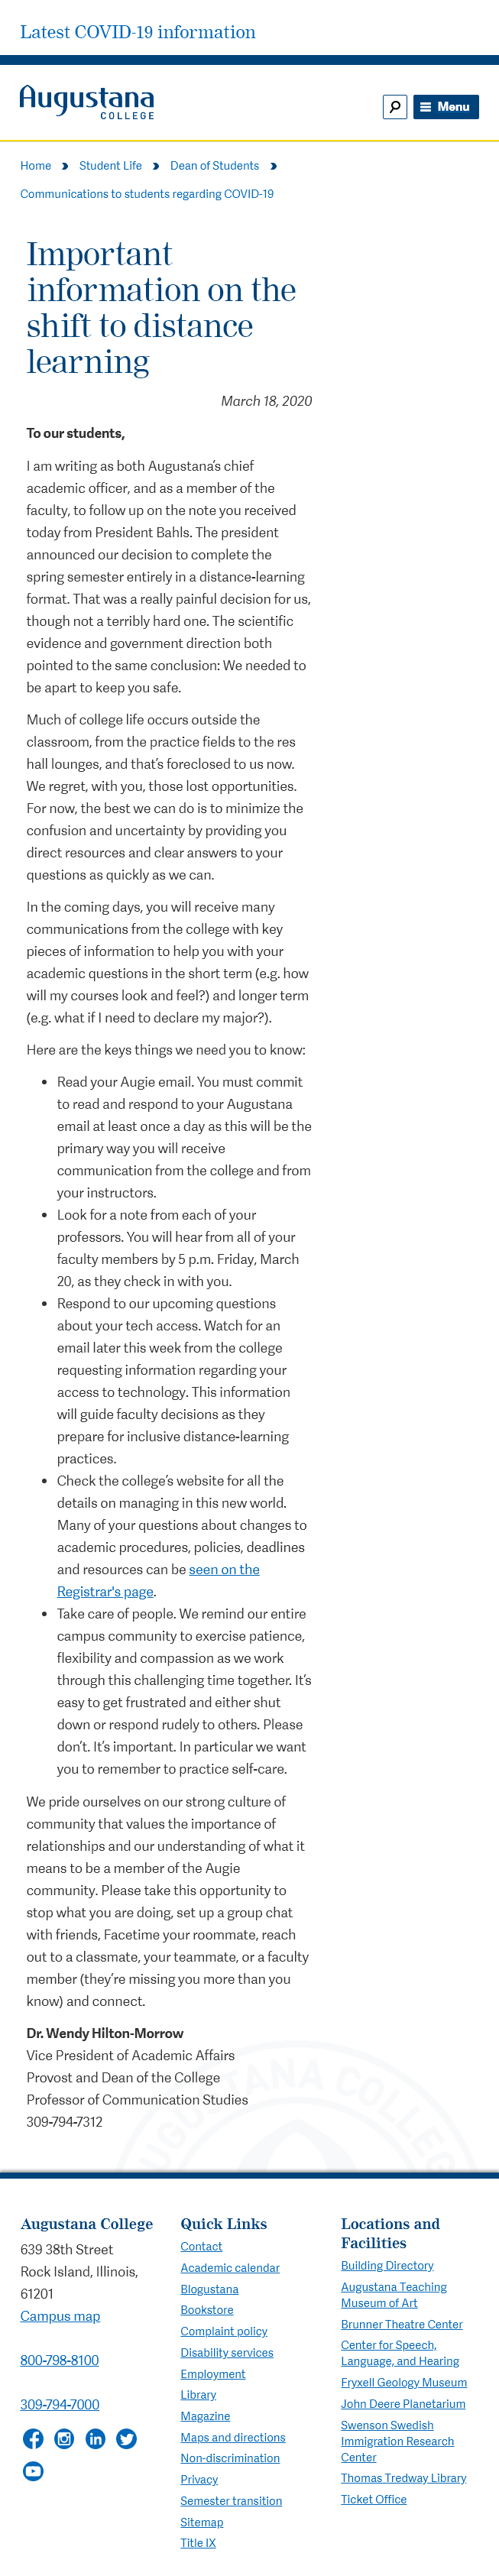 Latest COVID-19 information
Augustana
COLLEGE
Menu
Home
Student Life
Dean of Students
Communications to students regarding COVID-19
Important
information on the
shift to distance
learning
March 18, 2020
To our students,
I am writing as both Augustana’s chief
academic officer, and as a member of the
faculty, to follow up on the note you received
today from President Bahls. The president
announced our decision to complete the
spring semester entirely in a distance-learning
format. That was a really painful decision for us,
though not a terribly hard one. The scientific
evidence and government direction both
pointed to the same conclusion: We needed to
be apart to keep you safe.
Much of college life occurs outside the
classroom, from the practice fields to the res
hall lounges, and that’s foreclosed to us now.
We regret, with you, those lost opportunities.
For now, the best we can do is to minimize the
confusion and uncertainty by providing you
direct resources and clear answers to your
questions as quickly as we can.
In the coming days, you will receive many
communications from the college with key
pieces of information to help you with your
academic questions in the short term (e.g. how
will my courses look and feel?) and longer term
(e.g. what if I need to declare my major?).
Here are the keys things we need you to know:
Read your Augie email. You must commit
to read and respond to your Augustana
email at least once a day as this will be the
primary way you will receive
communication from the college and from
your instructors.
Look for a note from each of your
professors. You will hear from all of your
faculty members by 5 p.m. Friday, March
20, as they check in with you.
Respond to our upcoming questions
about your tech access. Watch for an
email later this week from the college
requesting information regarding your
access to technology. This information
will guide faculty decisions as they
prepare for inclusive distance-learning
practices.
Check the college’s website for all the
details on managing in this new world.
Many of your questions about changes to
academic procedures, policies, deadlines
and resources can be seen on the
Registrar's page.
Take care of people. We remind our entire
campus community to exercise patience,
flexibility and compassion as we work
through this challenging time together. It’s
easy to get frustrated and either shut
down or respond rudely to others. Please
don’t. It’s important. In particular we want
you to remember to practice self-care.
We pride ourselves on our strong culture of
community that values the importance of
relationships and our understanding of what it
means to be a member of the Augie
community. Please take this opportunity to
stop what you are doing, set up a group chat
with friends, Facetime your roommate, reach
out to a classmate, your teammate, or a faculty
member (they’re missing you more than you
know) and connect.
Dr. Wendy Hilton-Morrow
Vice President of Academic Affairs
Provost and Dean of the College
Professor of Communication Studies
309-794-7312
AUGUSTANA COLLEGE
Augustana College
639 38th Street
Rock Island, Illinois,
61201
Campus map
800-798-8100
309-794-7000
Quick Links
Contact
Academic calendar
Blogustana
Bookstore
Complaint policy
Disability services
Employment
Library
Magazine
Maps and directions
Non-discrimination
Privacy
Semester transition
Sitemap
Title IX
Locations and
Facilities
Building Directory
Augustana Teaching
Museum of Art
Brunner Theatre Center
Center for Speech,
Language, and Hearing
Fryxell Geology Museum
John Deere Planetarium
Swenson Swedish
Immigration Research
Center
Thomas Tredway Library
Ticket Office